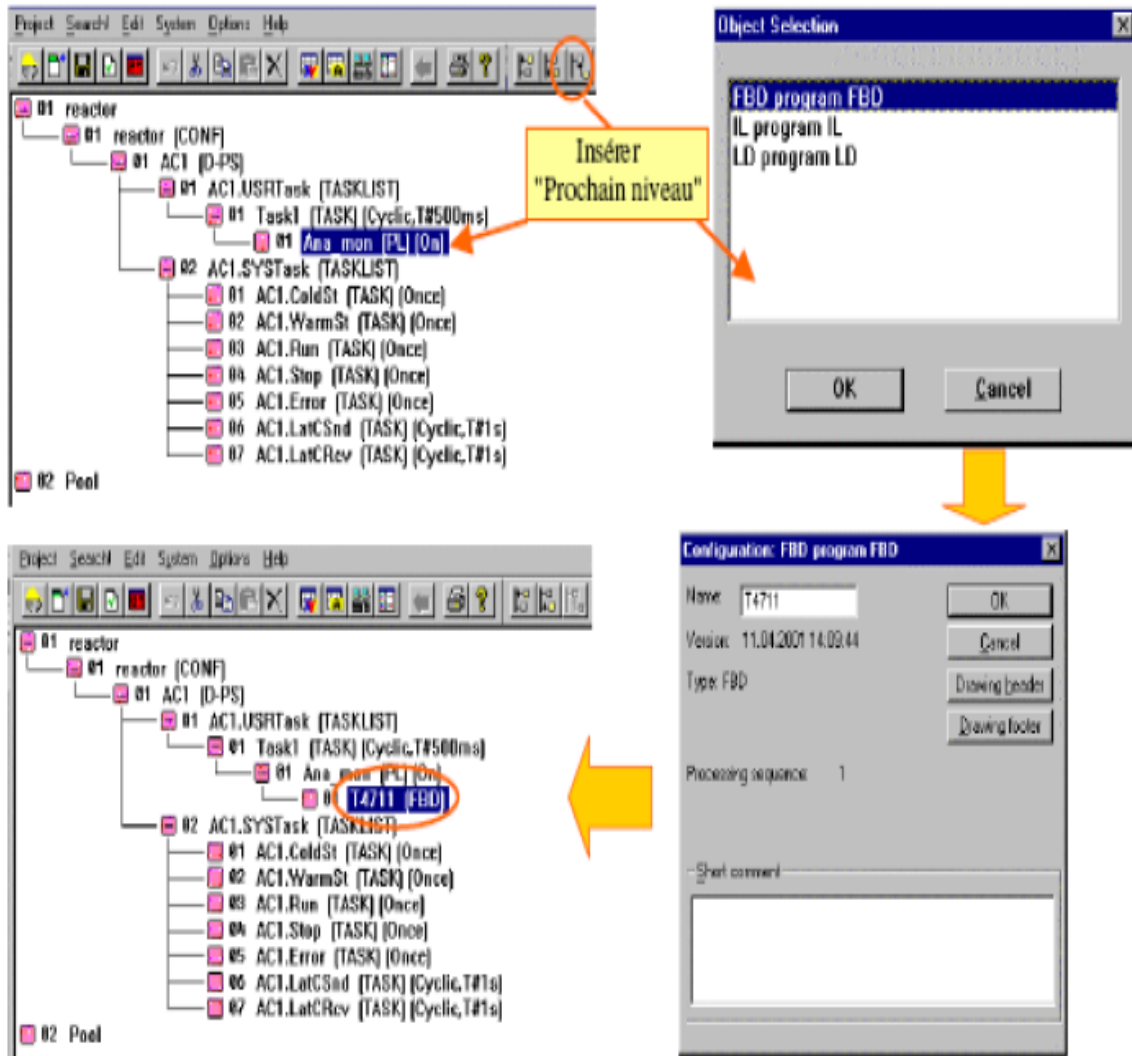 Project Search! Edit System Options Help
01 reactor
01 reactor (CONF)
01 AC1 (D-PS)
01 AC1.USRTask (TASKLIST)
01 Task1 (TASK) (Cyclic,T#500ms)
01 Ana_mon (PL) (On)
02 AC1.SYSTask (TASKLIST)
01 AC1.ColdSt (TASK) (Once)
02 AC1.WarmSt (TASK) (Once)
03 AC1.Run (TASK) (Once)
04 AC1.Stop (TASK) (Once)
05 AC1.Error (TASK) (Once)
06 AC1.LatCSnd (TASK) (Cyclic,T#1s)
07 AC1.LatCRcv (TASK) (Cyclic,T#1s)
02 Pool
Insérer
"Prochain niveau"
Object Selection
FBD program FBD
IL program IL
LD program LD
OK
Cancel
Project Search! Edit System Options Help
01 reactor
01 reactor (CONF)
01 AC1 (D-PS)
01 AC1.USRTask (TASKLIST)
01 Task1 (TASK) (Cyclic,T#500ms)
01 Ana_mon (PL) (On)
01 T4711 (FBD)
02 AC1.SYSTask (TASKLIST)
01 AC1.ColdSt (TASK) (Once)
02 AC1.WarmSt (TASK) (Once)
03 AC1.Run (TASK) (Once)
04 AC1.Stop (TASK) (Once)
05 AC1.Error (TASK) (Once)
06 AC1.LatCSnd (TASK) (Cyclic,T#1s)
07 AC1.LatCRcv (TASK) (Cyclic,T#1s)
02 Pool
Configuration: FBD program FBD
Name: T4711
OK
Version: 11.04.2001 14:09:44
Cancel
Type: FBD
Drawing header
Drawing footer
Processing sequence: 1
Short comment